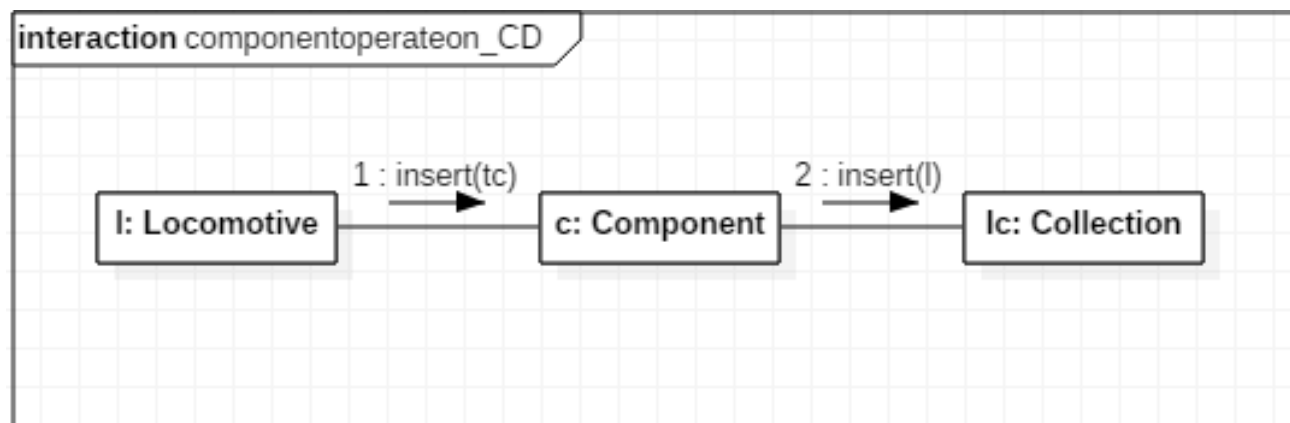 interaction componentoperateon_CD
1 : insert(tc)
2 : insert(l)
l: Locomotive
c: Component
lc: Collection